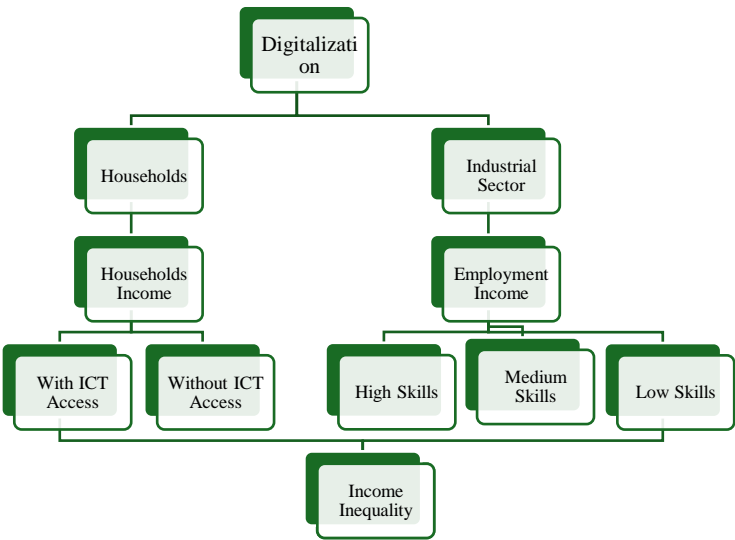 Digitalizati
on
Households
Industrial
Sector
Households
Income
Employment
Income
With ICT
Access
Without ICT
Access
High Skills
Medium
Skills
Low Skills
Income
Inequality